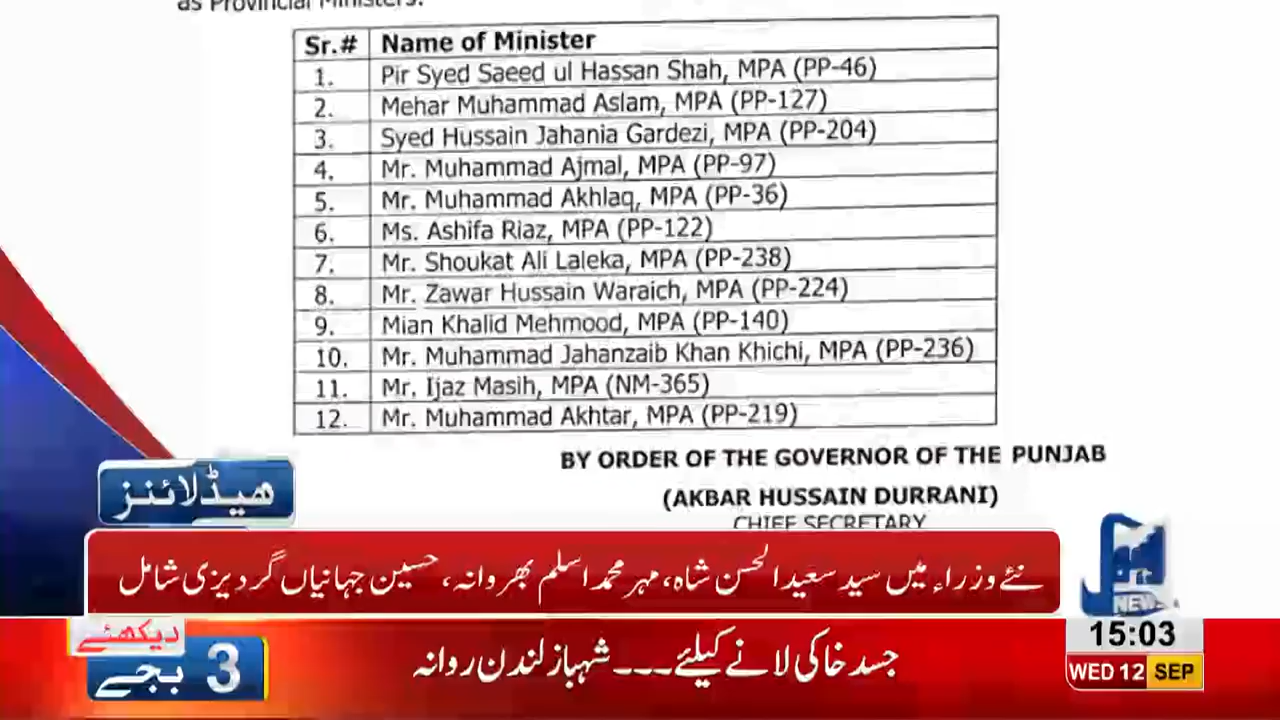 as Provincial Ministers.
Sr.# Name of Minister
1. Pir Syed Saeed ul Hassan Shah, MPA (PP-46)
2. Mehar Muhammad Aslam, MPA (PP-127)
3. Syed Hussain Jahania Gardezi, MPA (PP-204)
4. Mr. Muhammad Ajmal, MPA (PP-97)
5. Mr. Muhammad Akhlaq, MPA (PP-36)
6. Ms. Ashifa Riaz, MPA (PP-122)
7. Mr. Shoukat Ali Laleka, MPA (PP-238)
8. Mr. Zawar Hussain Waraich, MPA (PP-224)
9. Mian Khalid Mehmood, MPA (PP-140)
10. Mr. Muhammad Jahanzaib Khan Khichi, MPA (PP-236)
11. Mr. Ijaz Masih, MPA (NM-365)
12. Mr. Muhammad Akhtar, MPA (PP-219)
BY ORDER OF THE GOVERNOR OF THE PUNJAB
(AKBAR HUSSAIN DURRANI)
CHIEF SECRETARY
ھیڈلائنز
نئے وزراء میں سید سعید الحسن شاہ، مہر محمد اسلم بھروانہ، حسین جہانیاں گردیزی شامل
NEWS
دیکھئے
3 بجے
جسد خاکی لانے کیلئے۔۔۔شہباز لندن روانہ
15:03
WED 12 SEP